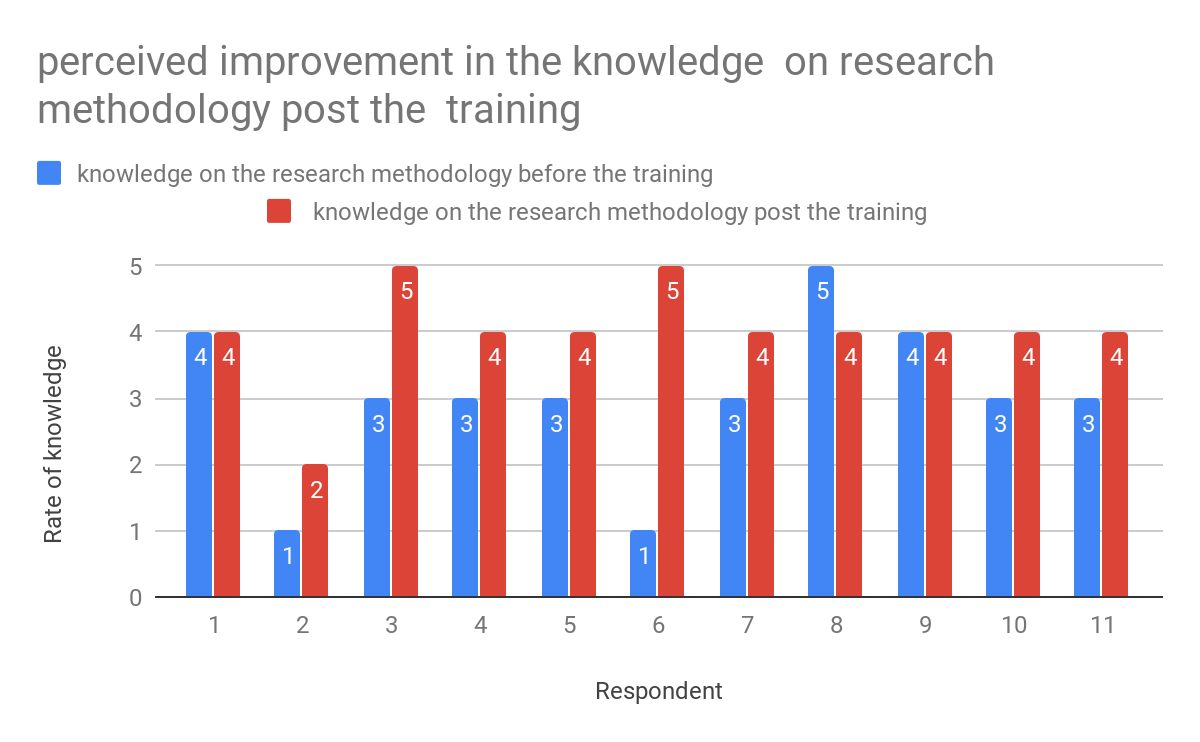 perceived improvement in the knowledge  on research
methodology post the  training
knowledge on the research methodology before the training
knowledge on the research methodology post the training
Rate of knowledge
5
4
3
2
1
0
4 4
1 2
3 5
3 4
3 4
1 5
3 4
5 4
4 4
3 4
3 4
1 2 3 4 5 6 7 8 9 10 11
Respondent